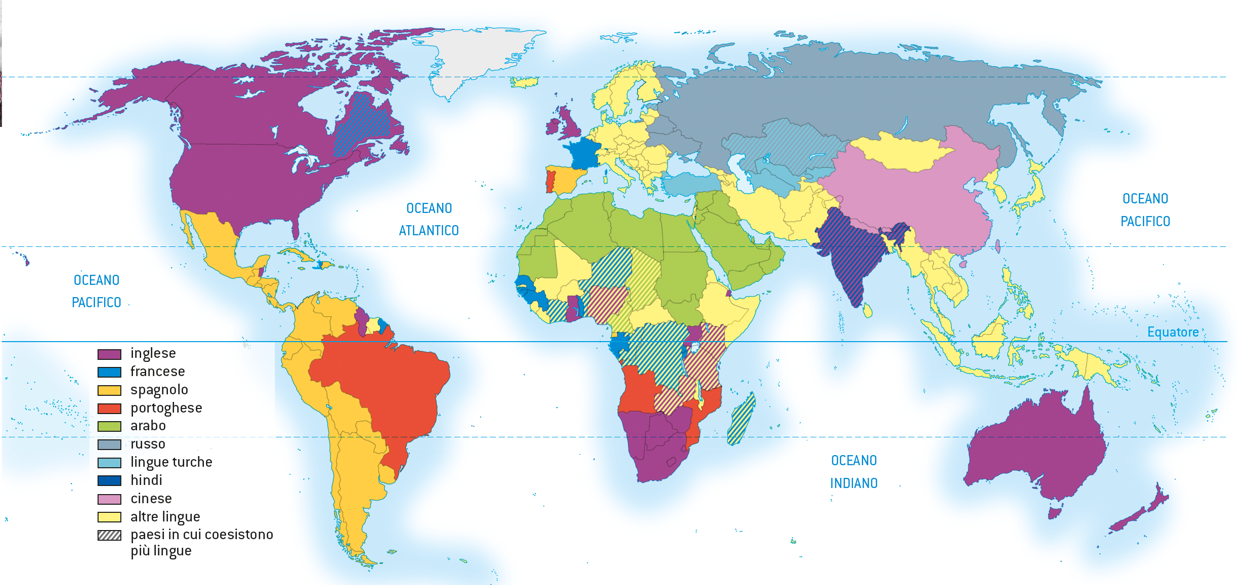 OCEANO
ATLANTICO
OCEANO
PACIFICO
OCEANO
PACIFICO
Equatore
OCEANO
INDIANO
inglese
francese
spagnolo
portoghese
arabo
russo
lingue turche
hindi
cinese
altre lingue
paesi in cui coesistono
più lingue